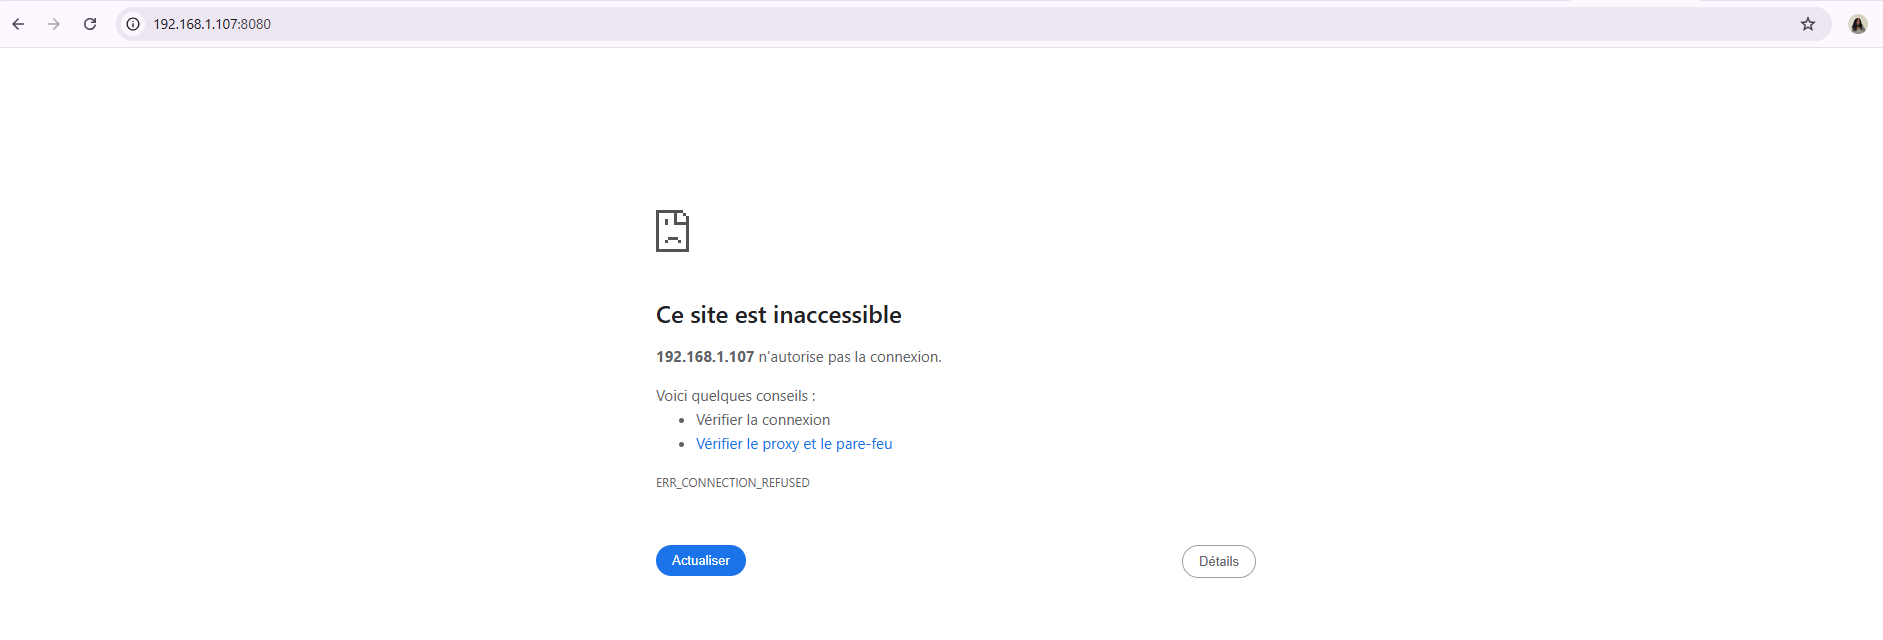 192.168.1.107:8080
Ce site est inaccessible
192.168.1.107 n'autorise pas la connexion.
Voici quelques conseils :
Vérifier la connexion
Vérifier le proxy et le pare-feu
ERR_CONNECTION_REFUSED
Actualiser
Détails